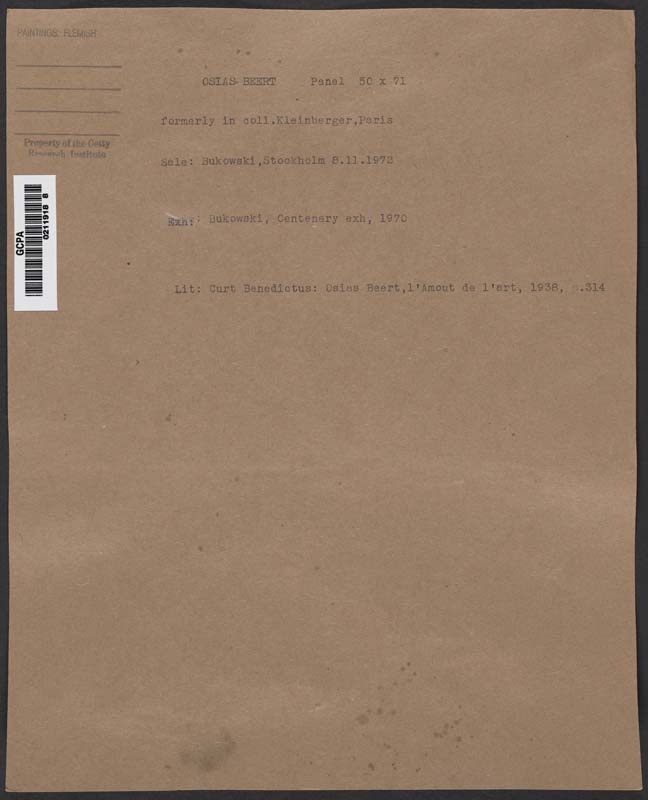 PAINTINGS: FLEMISH
OSIAS BEERT Panel 50 x 71
formerly in coll.Kleinberger,Paris
Property of the Getty
Research Institute
Sale: Bukowski,Stockholm 8.11.1972
GCPA
0211918 8
Exh: Bukowski, Centenary exh, 1970
Lit: Curt Benedictus: Osias Beert,l'Amout de l'art, 1938, p.314